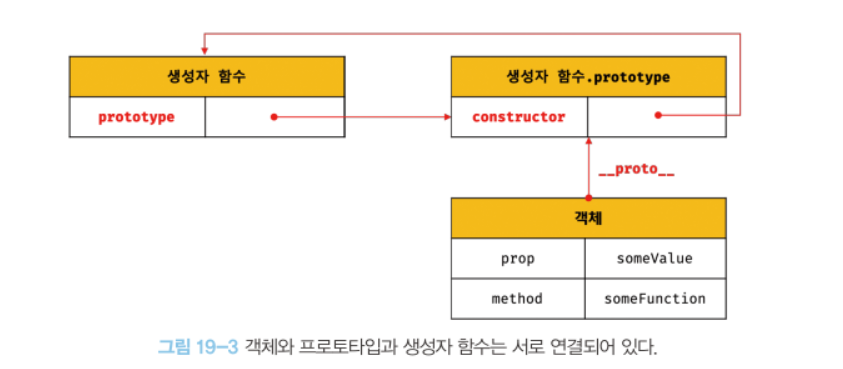 생성자 함수
prototype
생성자 함수.prototype
constructor
__proto__
객체
prop someValue
method someFunction
그림 19-3 객체와 프로토타입과 생성자 함수는 서로 연결되어 있다.